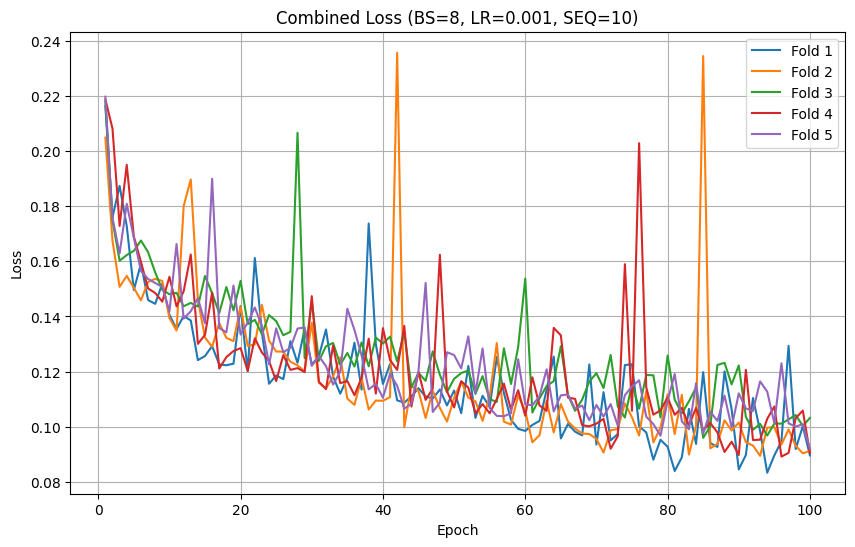 Combined Loss (BS=8, LR=0.001, SEQ=10)
0.24
0.22
0.20
0.18
0.16
0.14
0.12
0.10
0.08
Loss
0
20
40
60
80
100
Epoch
Fold 1
Fold 2
Fold 3
Fold 4
Fold 5